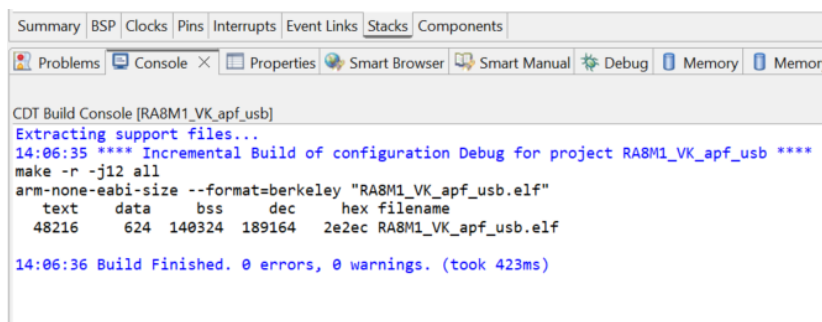 Summary BSP Clocks Pins Interrupts Event Links Stacks Components
Problems Console Properties Smart Browser Smart Manual Debug Memory Memor
CDT Build Console [RA8M1_VK_apf_usb]
Extracting support files...
14:06:35 **** Incremental Build of configuration Debug for project RA8M1_VK_apf_usb ****
make -r -j12 all
arm-none-eabi-size --format=berkeley "RA8M1_VK_apf_usb.elf"
text data bss dec hex filename
48216 624 140324 189164 2e2ec RA8M1_VK_apf_usb.elf
14:06:36 Build Finished. 0 errors, 0 warnings. (took 423ms)